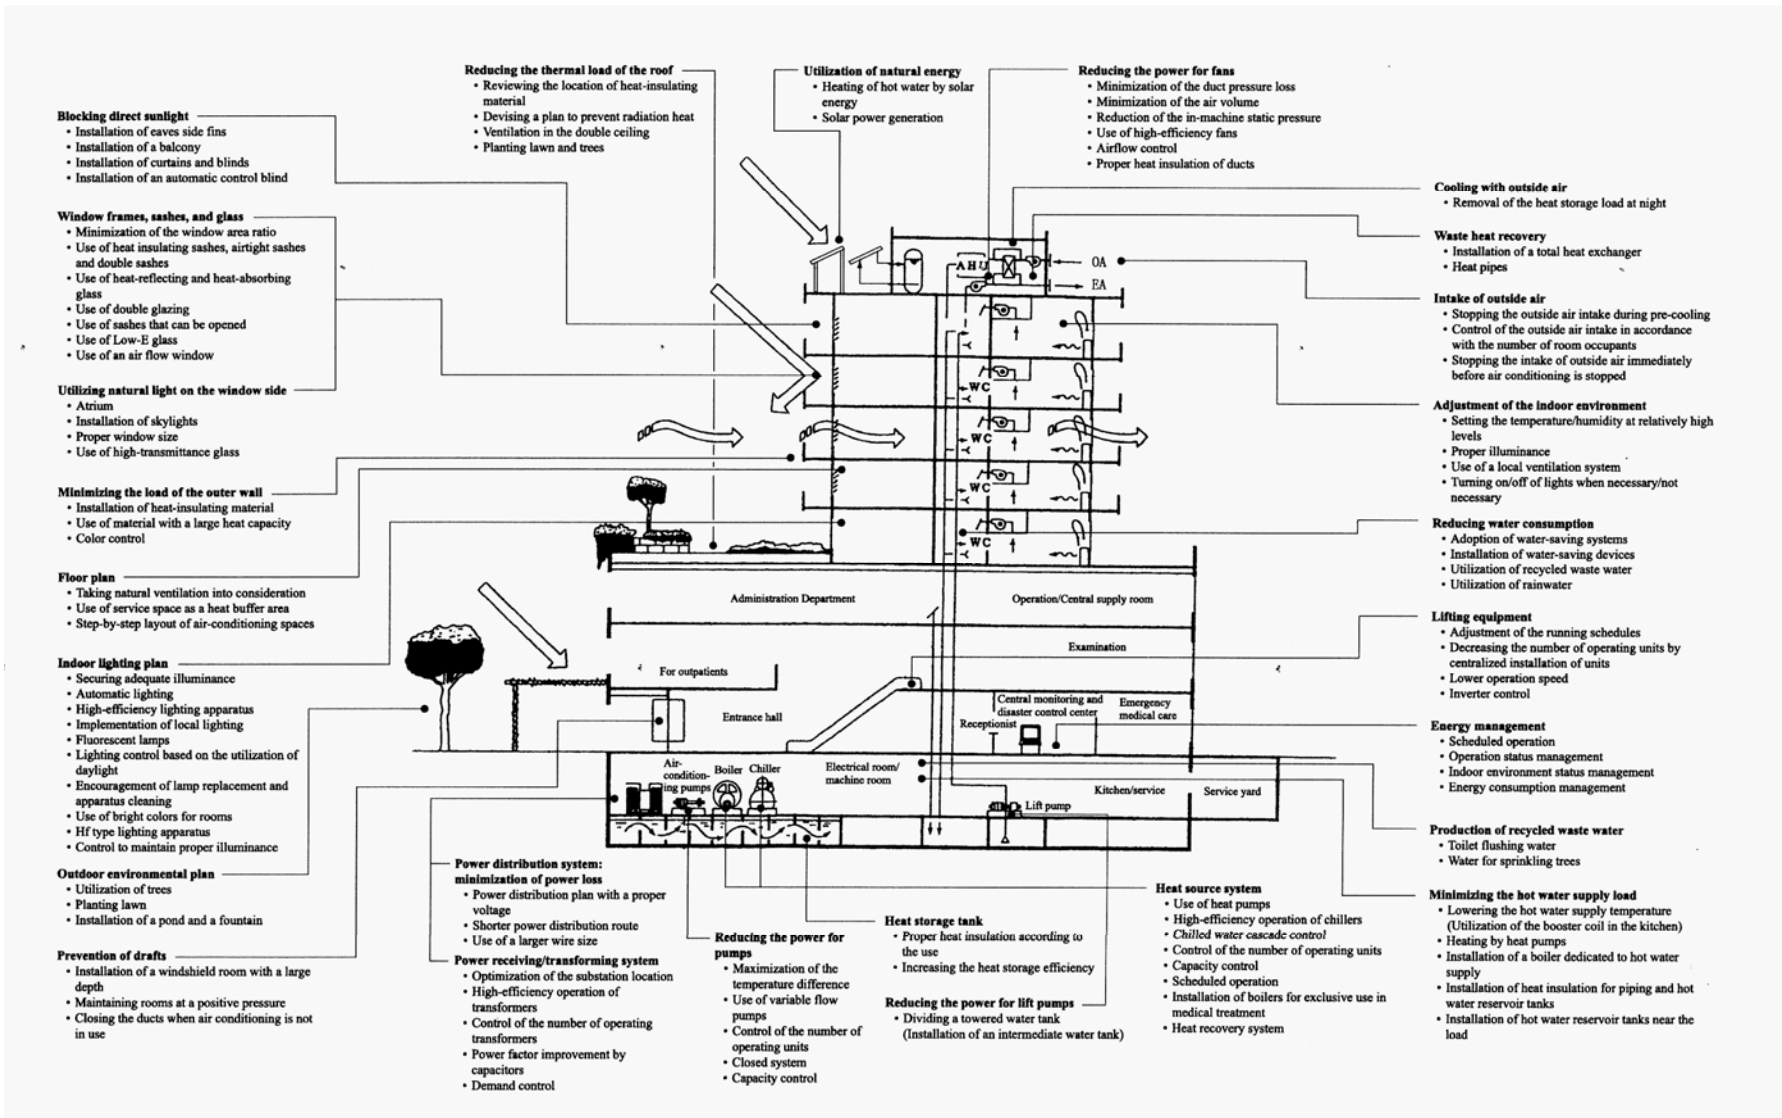 Reducing the thermal load of the roof
• Reviewing the location of heat-insulating
material
• Devising a plan to prevent radiation heat
• Ventilation in the double ceiling
• Planting lawn and trees
Utilization of natural energy
• Heating of hot water by solar
energy
• Solar power generation
Reducing the power for fans
• Minimization of the duct pressure loss
• Minimization of the air volume
• Reduction of the in-machine static pressure
• Use of high-efficiency fans
• Airflow control
• Proper heat insulation of ducts
Blocking direct sunlight
• Installation of eaves side fins
• Installation of a balcony
• Installation of curtains and blinds
• Installation of an automatic control blind
Window frames, sashes, and glass
• Minimization of the window area ratio
• Use of heat insulating sashes, airtight sashes
and double sashes
• Use of heat-reflecting and heat-absorbing
glass
• Use of double glazing
• Use of sashes that can be opened
• Use of Low-E glass
• Use of an air flow window
Utilizing natural light on the window side
• Atrium
• Installation of skylights
• Proper window size
• Use of high-transmittance glass
Minimizing the load of the outer wall
• Installation of heat-insulating material
• Use of material with a large heat capacity
• Color control
Floor plan
• Taking natural ventilation into consideration
• Use of service space as a heat buffer area
• Step-by-step layout of air-conditioning spaces
Indoor lighting plan
• Securing adequate illuminance
• Automatic lighting
• High-efficiency lighting apparatus
• Implementation of local lighting
• Fluorescent lamps
• Lighting control based on the utilization of
daylight
• Encouragement of lamp replacement and
apparatus cleaning
• Use of bright colors for rooms
• Hf type lighting apparatus
• Control to maintain proper illuminance
Outdoor environmental plan
• Utilization of trees
• Planting lawn
• Installation of a pond and a fountain
Prevention of drafts
• Installation of a windshield room with a large
depth
• Maintaining rooms at a positive pressure
• Closing the ducts when air conditioning is not
in use
AHU
OA
EA
WC
WC
WC
WC
Administration Department
Operation/Central supply room
Examination
For outpatients
Entrance hall
Central monitoring and
disaster control center
Emergency
medical care
Receptionist
Air-
condition-
ing pumps
Boiler
Chiller
Electrical room/
machine room
Kitchen/service
Service yard
Lift pump
Cooling with outside air
• Removal of the heat storage load at night
Waste heat recovery
• Installation of a total heat exchanger
• Heat pipes
Intake of outside air
• Stopping the outside air intake during pre-cooling
• Control of the outside air intake in accordance
with the number of room occupants
• Stopping the intake of outside air immediately
before air conditioning is stopped
Adjustment of the indoor environment
• Setting the temperature/humidity at relatively high
levels
• Proper illuminance
• Use of a local ventilation system
• Turning on/off of lights when necessary/not
necessary
Reducing water consumption
• Adoption of water-saving systems
• Installation of water-saving devices
• Utilization of recycled waste water
• Utilization of rainwater
Lifting equipment
• Adjustment of the running schedules
• Decreasing the number of operating units by
centralized installation of units
• Lower operation speed
• Inverter control
Energy management
• Scheduled operation
• Operation status management
• Indoor environment status management
• Energy consumption management
Production of recycled waste water
• Toilet flushing water
• Water for sprinkling trees
Minimizing the hot water supply load
• Lowering the hot water supply temperature
(Utilization of the booster coil in the kitchen)
• Heating by heat pumps
• Installation of a boiler dedicated to hot water
supply
• Installation of heat insulation for piping and hot
water reservoir tanks
• Installation of hot water reservoir tanks near the
load
Power distribution system:
minimization of power loss
• Power distribution plan with a proper
voltage
• Shorter power distribution route
• Use of a larger wire size
Power receiving/transforming system
• Optimization of the substation location
• High-efficiency operation of
transformers
• Control of the number of operating
transformers
• Power factor improvement by
capacitors
• Demand control
Reducing the power for
pumps
• Maximization of the
temperature difference
• Use of variable flow
pumps
• Control of the number of
operating units
• Closed system
• Capacity control
Heat storage tank
• Proper heat insulation according to
the use
• Increasing the heat storage efficiency
Reducing the power for lift pumps
• Dividing a towered water tank
(Installation of an intermediate water tank)
Heat source system
• Use of heat pumps
• High-efficiency operation of chillers
• Chilled water cascade control
• Control of the number of operating units
• Capacity control
• Scheduled operation
• Installation of boilers for exclusive use in
medical treatment
• Heat recovery system